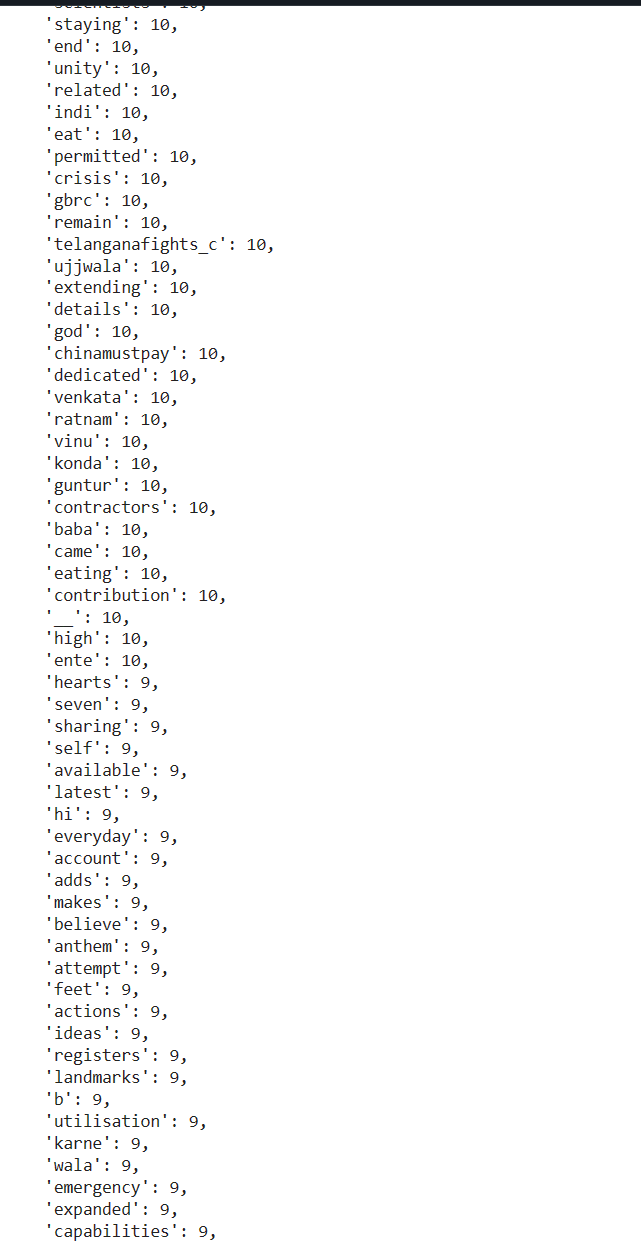 'staying': 10,
'end': 10,
'unity': 10,
'related': 10,
'indi': 10,
'eat': 10,
'permitted': 10,
'crisis': 10,
'gbrc': 10,
'remain': 10,
'telanganafights_c': 10,
'ujjwala': 10,
'extending': 10,
'details': 10,
'god': 10,
'chinamustpay': 10,
'dedicated': 10,
'venkata': 10,
'ratnam': 10,
'vinu': 10,
'konda': 10,
'guntur': 10,
'contractors': 10,
'baba': 10,
'came': 10,
'eating': 10,
'contribution': 10,
'__': 10,
'high': 10,
'ente': 10,
'hearts': 9,
'seven': 9,
'sharing': 9,
'self': 9,
'available': 9,
'latest': 9,
'hi': 9,
'everyday': 9,
'account': 9,
'adds': 9,
'makes': 9,
'believe': 9,
'anthem': 9,
'attempt': 9,
'feet': 9,
'actions': 9,
'ideas': 9,
'registers': 9,
'landmarks': 9,
'b': 9,
'utilisation': 9,
'karne': 9,
'wala': 9,
'emergency': 9,
'expanded': 9,
'capabilities': 9,